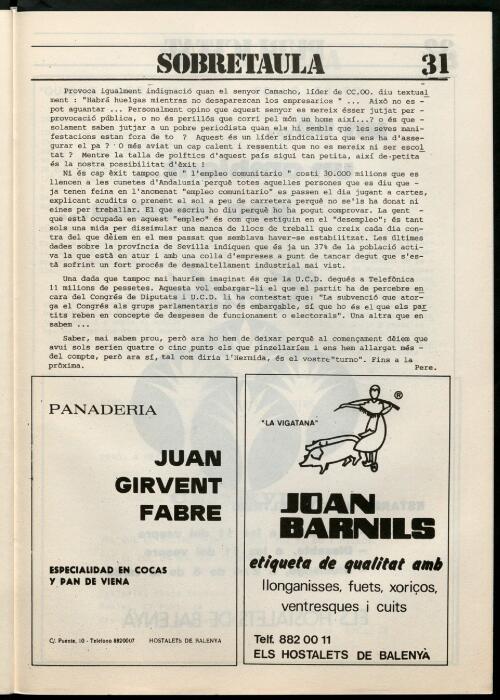 SOBRETAULA 31
Provoca igualment indignació quan el senyor Camacho, líder de CC.OO. diu textual
ment : "Habrá huelgas mientras no desaparezcan los empresarios " ... Això no es -
pot aguantar ... Personalment opino que aquest senyor es mereix ésser jutjat per -
provocació pública, o no és perillós que corri pel món un home així...? o és que -
solament saben jutjar a un pobre periodista quan els hi sembla que les seves mani-
festacions estan fora de to ? Aquest és un líder sindicalista que ens ha d'asse-
gurar el pa ? O més aviat un cap calent i ressentit que no es mereix ni ser escol
tat ? Mentre la talla de polítics d'aquest país sigui tan petita, així de petita
és la nostra possibilitat d'èxit !
Ni és cap èxit tampoc que " l'empleo comunitario " costi 30.000 milions que es
llencen a les cunetes d'Andalusia perquè totes aquelles persones que es diu que -
ja tenen feina en l'anomenat "empleo comunitario" es passen el dia jugant a cartes,
explicant acudits o prenent el sol a peu de carretera perquè no se'ls ha donat ni
eines per treballar. El que escriu ho diu perquè ho ha pogut comprovar. La gent -
que està ocupada en aquest "empleo" és com que estiguin en el "desempleo"; és tant
sols una mida per dissimular una manca de llocs de treball que creix cada dia con-
tra del que dèiem en el mes passat que semblava haver-se estabilitzat. Les últimes
dades sobre la província de Sevilla indiquen que és ja un 37% de la població acti-
va la que està en atur i amb una colla d'empreses a punt de tancar degut que s'es-
tà sofrint un fort procés de desmaltellament industrial mai vist.
Una dada que tampoc mai hauríem imaginat és que la U.C.D. degués a Telefònica
11 milions de pessetes. Aquesta vol embargar-li el que el partit ha de percebre en
cara del Congrés de Diputats i U.C.D. li ha contestat que: "La subvenció que ator-
ga el Congrés als grups parlamentaris no és embargable, sí que ho és el que els par
tits reben en concepte de despeses de funcionament o electorals". Una altra que en
sabem ...
Saber, mai sabem prou, però ara ho hem de deixar perquè al començament dèiem que
avui sols serien quatre o cinc punts els que pinzellaríem i ens hem allargat més -
del compte, però ara sí, tal com diria l'Hermida, és el vostre"turno". Fins a la
pròxima. Pere.
PANADERIA
JUAN
GIRVENT
FABRE
ESPECIALIDAD EN COCAS
Y PAN DE VIENA
C/. Puente, 10 - Teléfono 8820007 HOSTALETS DE BALENYA
®
"LA VIGATANA"
JOAN
BARNILS
etiqueta de qualitat amb
llonganisses, fuets, xoriços,
ventresques i cuits
Telf. 882 00 11
ELS HOSTALETS DE BALENYÀ